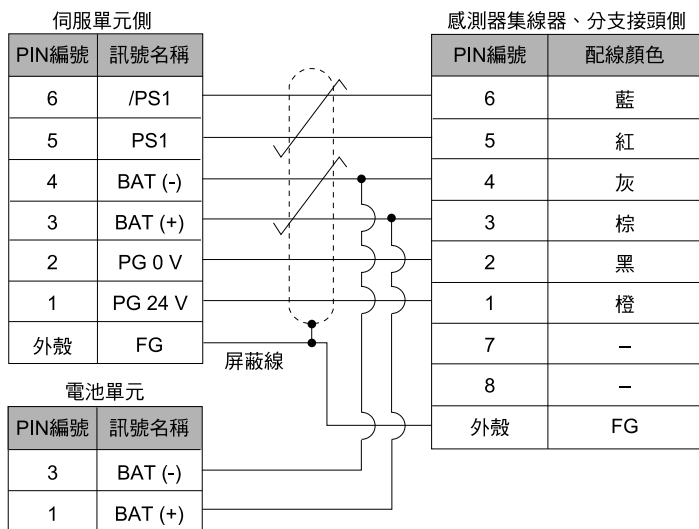 伺服單元側
PIN編號 訊號名稱
6 /PS1
5 PS1
4 BAT (-)
3 BAT (+)
2 PG 0 V
1 PG 24 V
外殼 FG
屏蔽線
電池單元
PIN編號 訊號名稱
3 BAT (-)
1 BAT (+)
感測器集線器、分支接頭側
PIN編號 配線顏色
6 藍
5 紅
4 灰
3 棕
2 黑
1 橙
7 –
8 –
外殼 FG